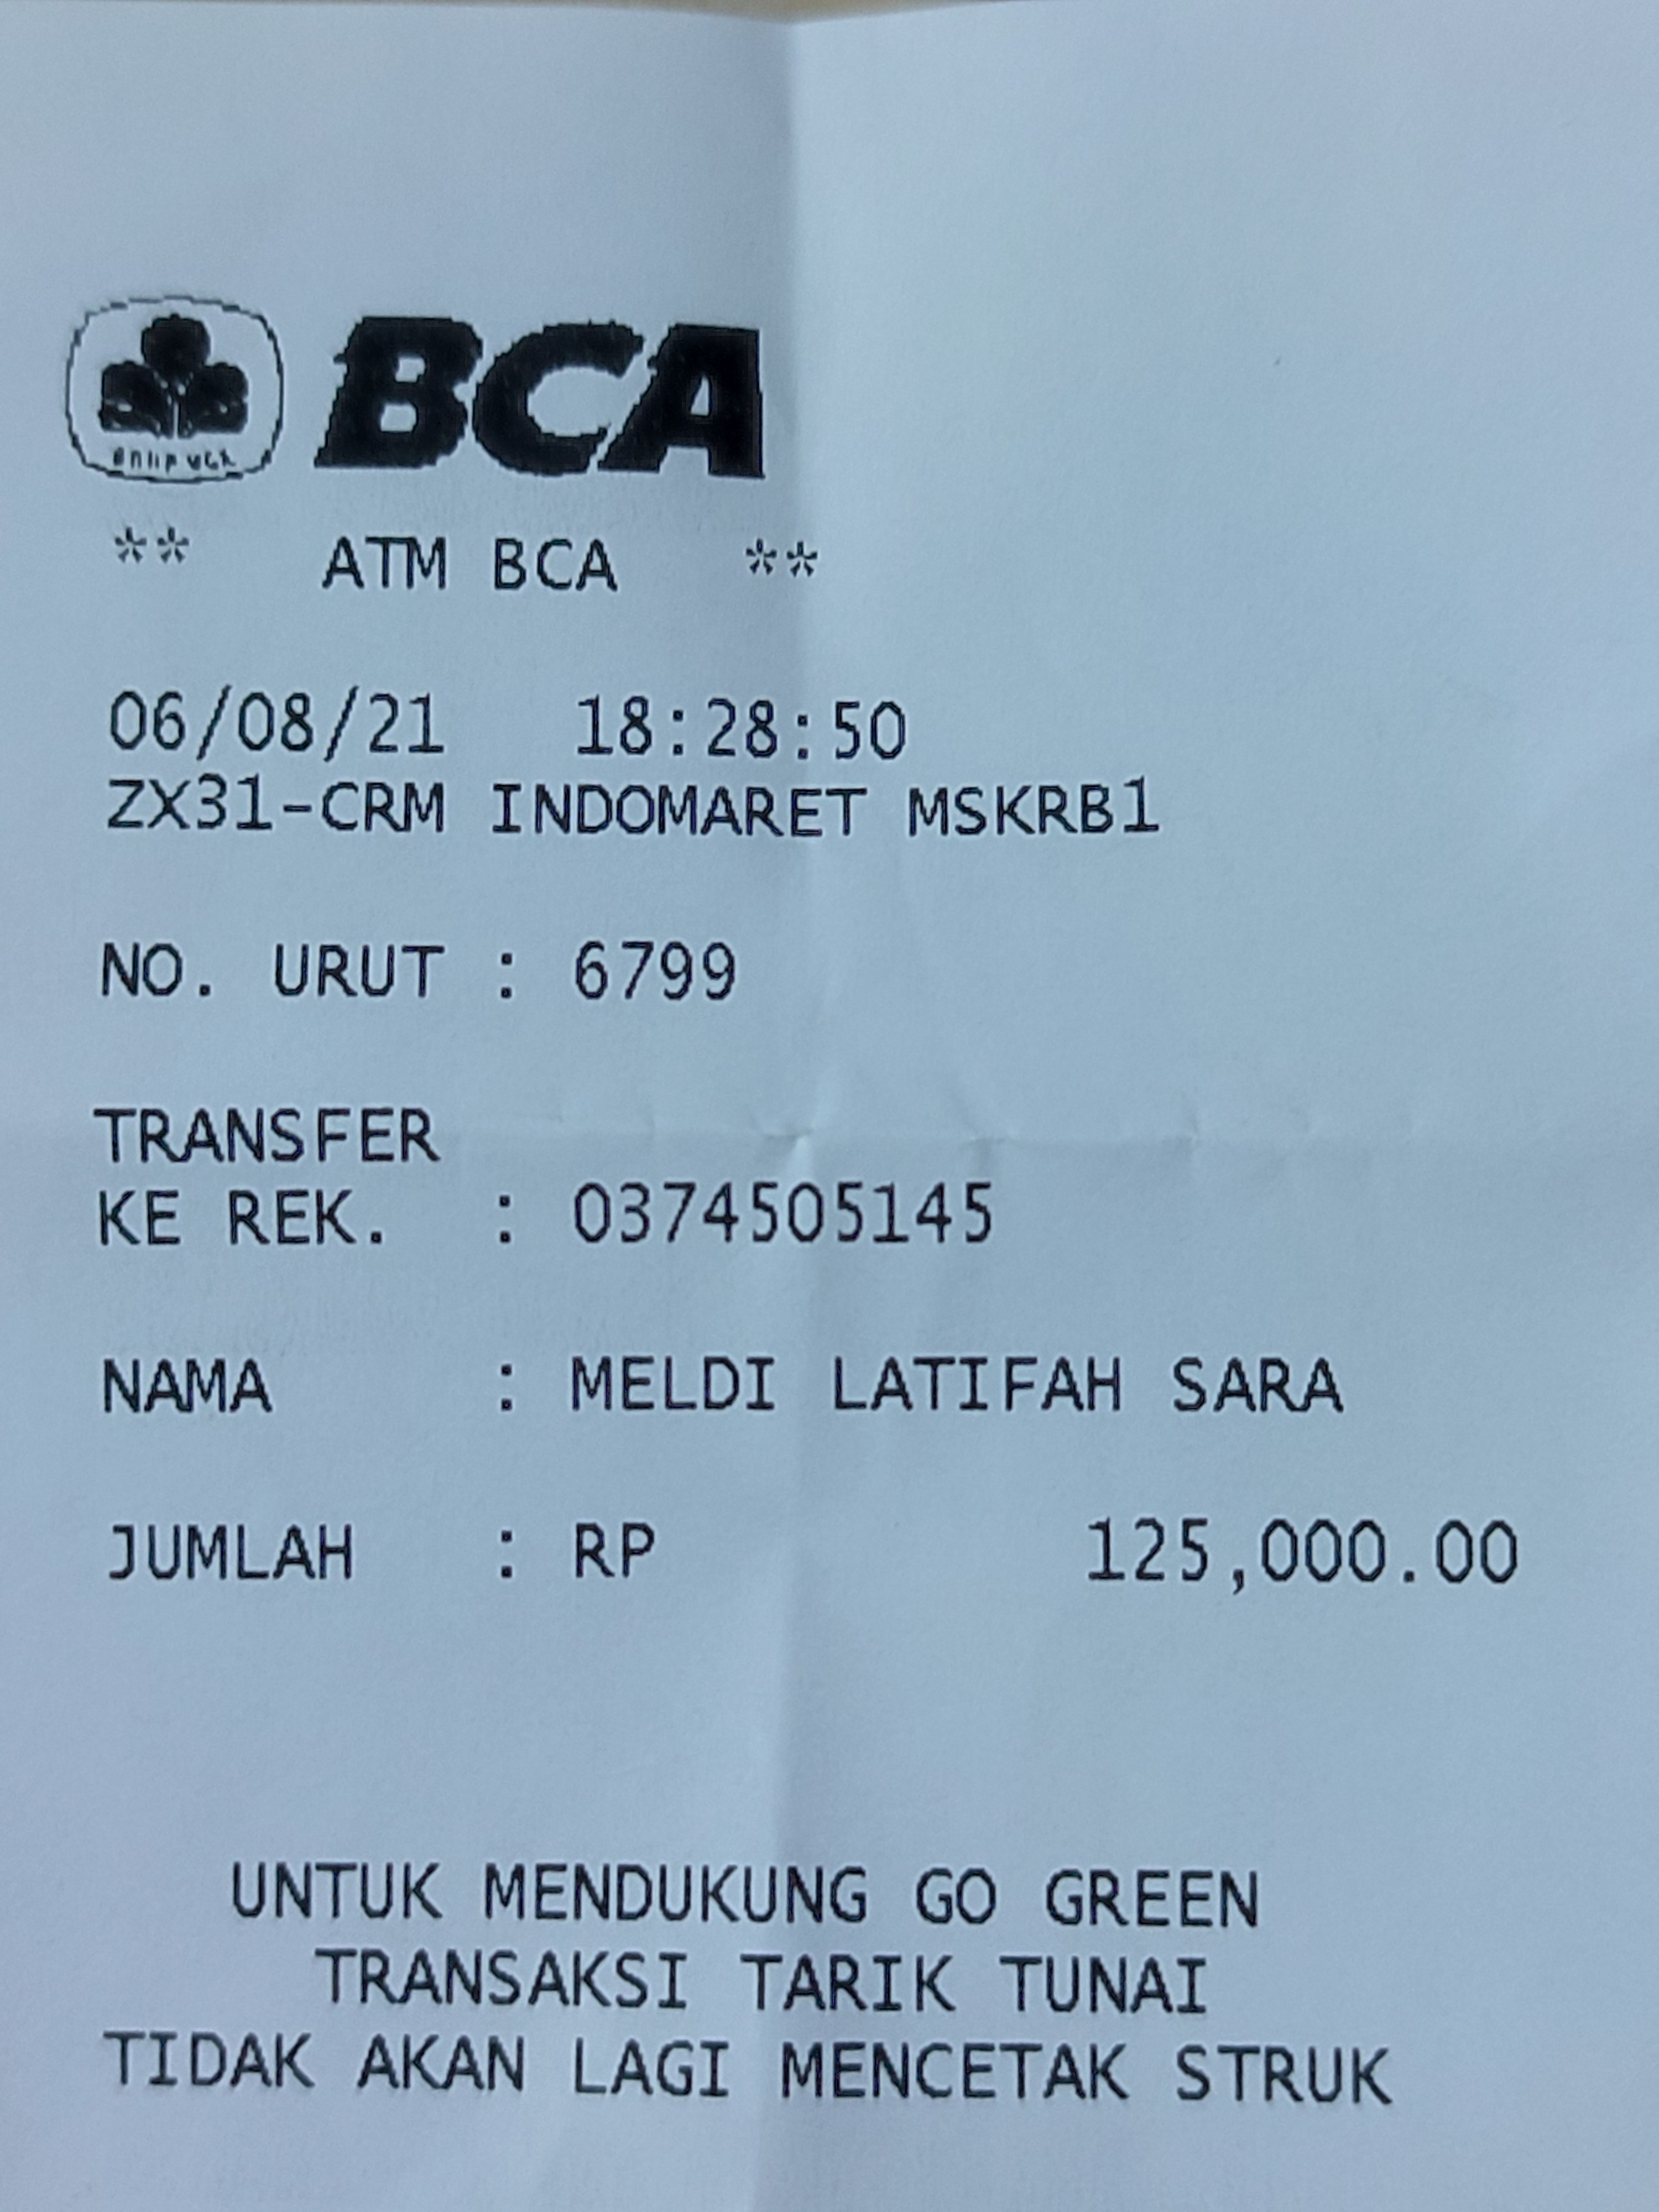 BCA
** ATM BCA **
06/08/21 18:28:50
ZX31-CRM INDOMARET MSKRB1
NO. URUT : 6799
TRANSFER
KE REK. : 0374505145
NAMA : MELDI LATIFAH SARA
JUMLAH : RP 125,000.00
UNTUK MENDUKUNG GO GREEN
TRANSAKSI TARIK TUNAI
TIDAK AKAN LAGI MENCETAK STRUK